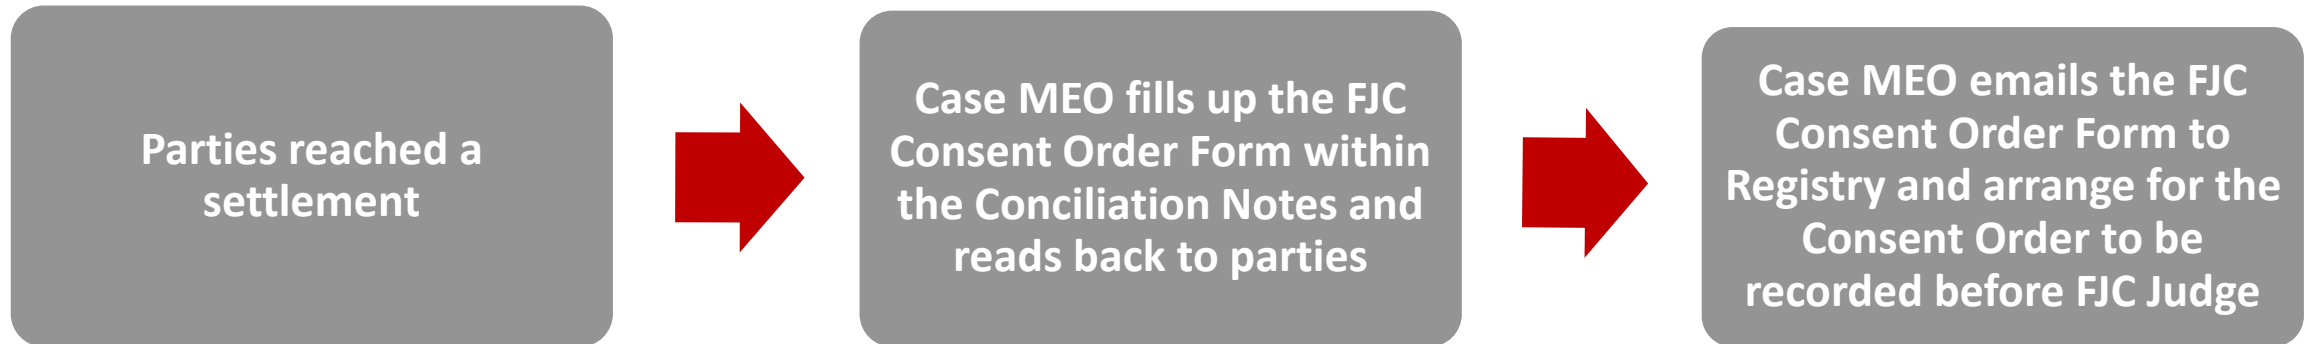 Parties reached a
settlement
Case MEO fills up the FJC
Consent Order Form within
the Conciliation Notes and
reads back to parties
Case MEO emails the FJC
Consent Order Form to
Registry and arrange for the
Consent Order to be
recorded before FJC Judge